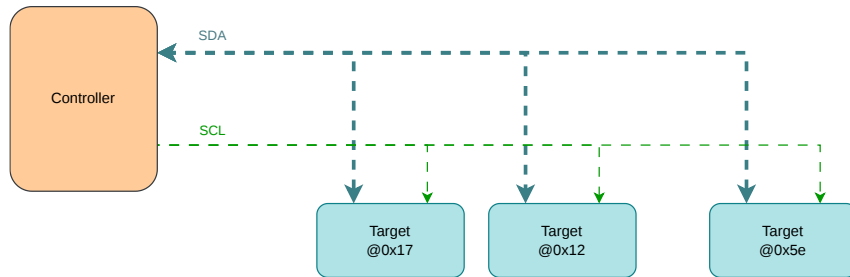 SDA
Controller
SCL
Target
@0x17
Target
@0x12
Target
@0x5e